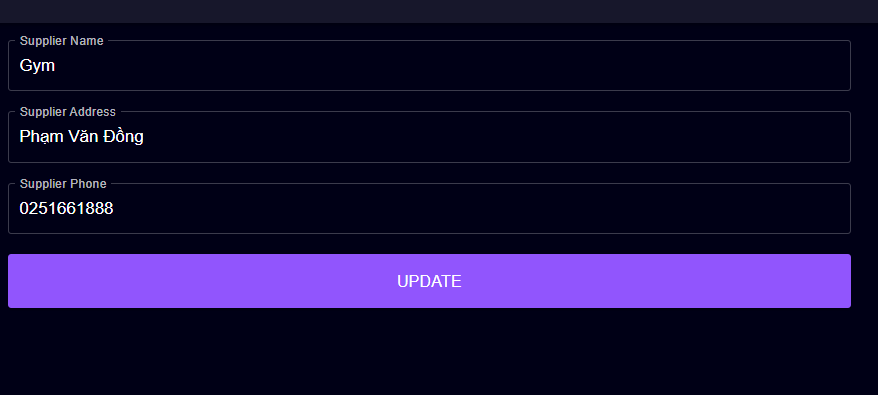 Supplier Name
Gym
Supplier Address
Phạm Văn Đồng
Supplier Phone
0251661888
UPDATE